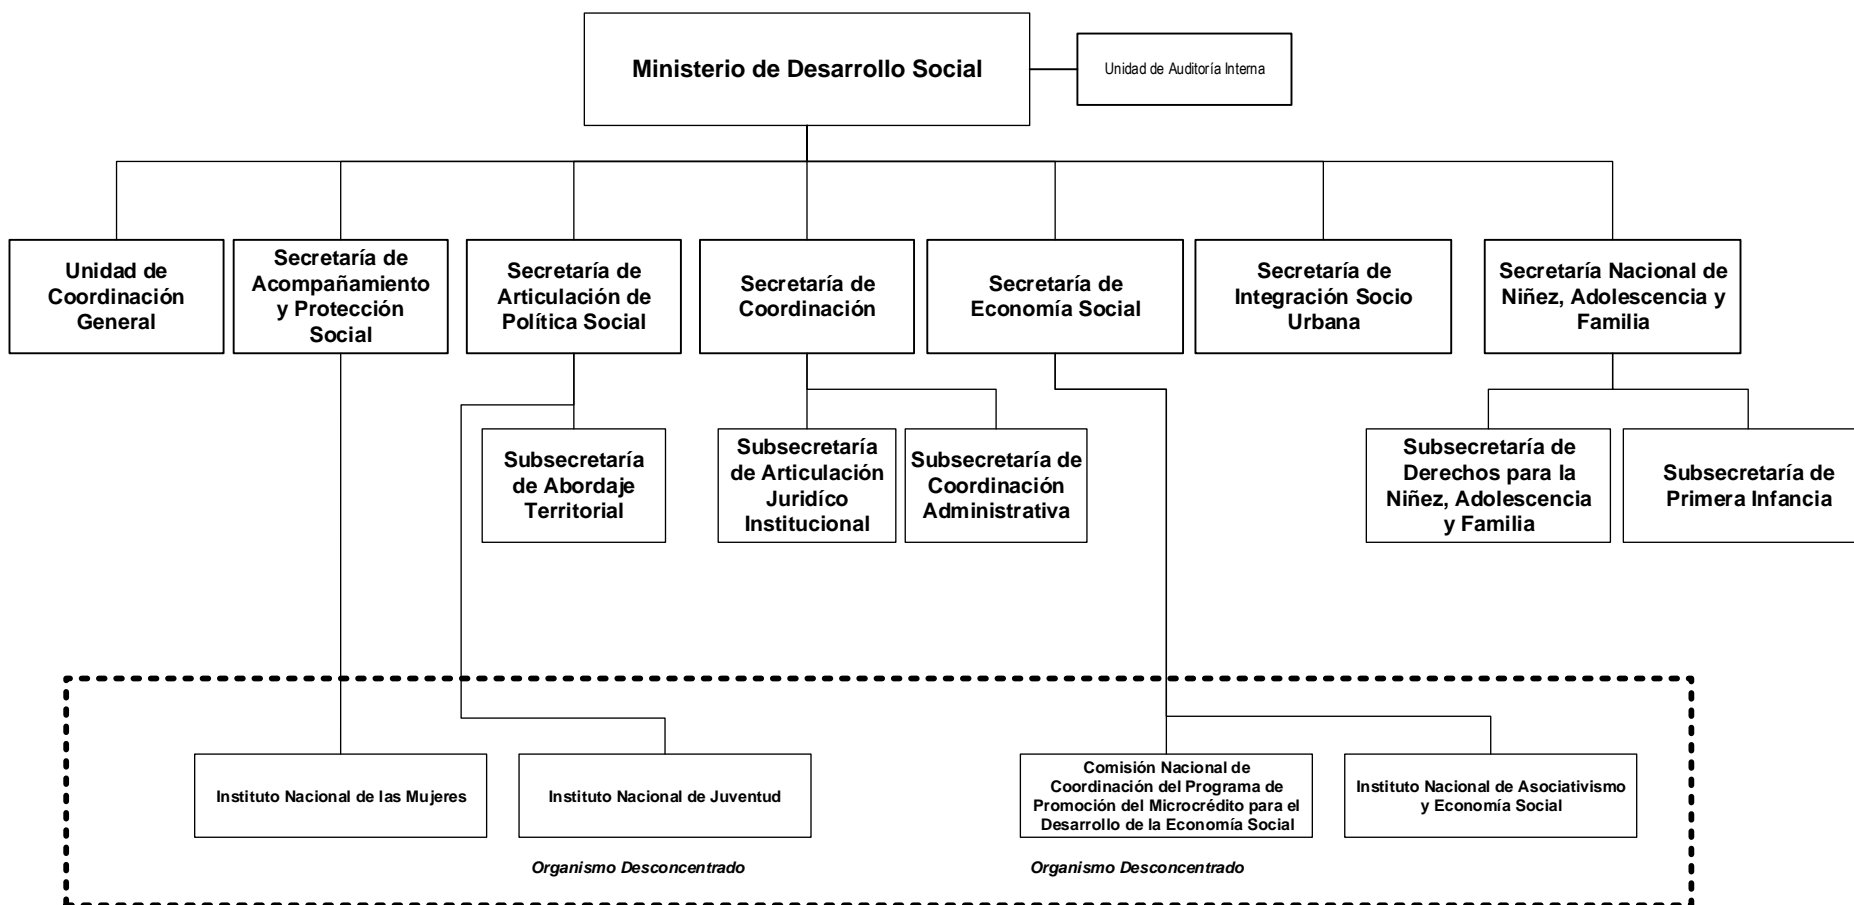 Ministerio de Desarrollo Social
Unidad de Auditoría Interna
Unidad de
Coordinación
General
Secretaría de
Acompañamiento
y Protección
Social
Secretaría de
Articulación de
Política Social
Secretaría de
Coordinación
Secretaría de
Economía Social
Secretaría de
Integración Socio
Urbana
Secretaría Nacional de
Niñez, Adolescencia y
Familia
Subsecretaría
de Abordaje
Territorial
Subsecretaría
de Articulación
Juridíco
Institucional
Subsecretaría de
Coordinación
Administrativa
Subsecretaría de
Derechos para la
Niñez, Adolescencia
y Familia
Subsecretaría de
Primera Infancia
Instituto Nacional de las Mujeres
Instituto Nacional de Juventud
Comisión Nacional de
Coordinación del Programa de
Promoción del Microcrédito para el
Desarrollo de la Economía Social
Instituto Nacional de Asociativismo
y Economía Social
Organismo Desconcentrado
Organismo Desconcentrado